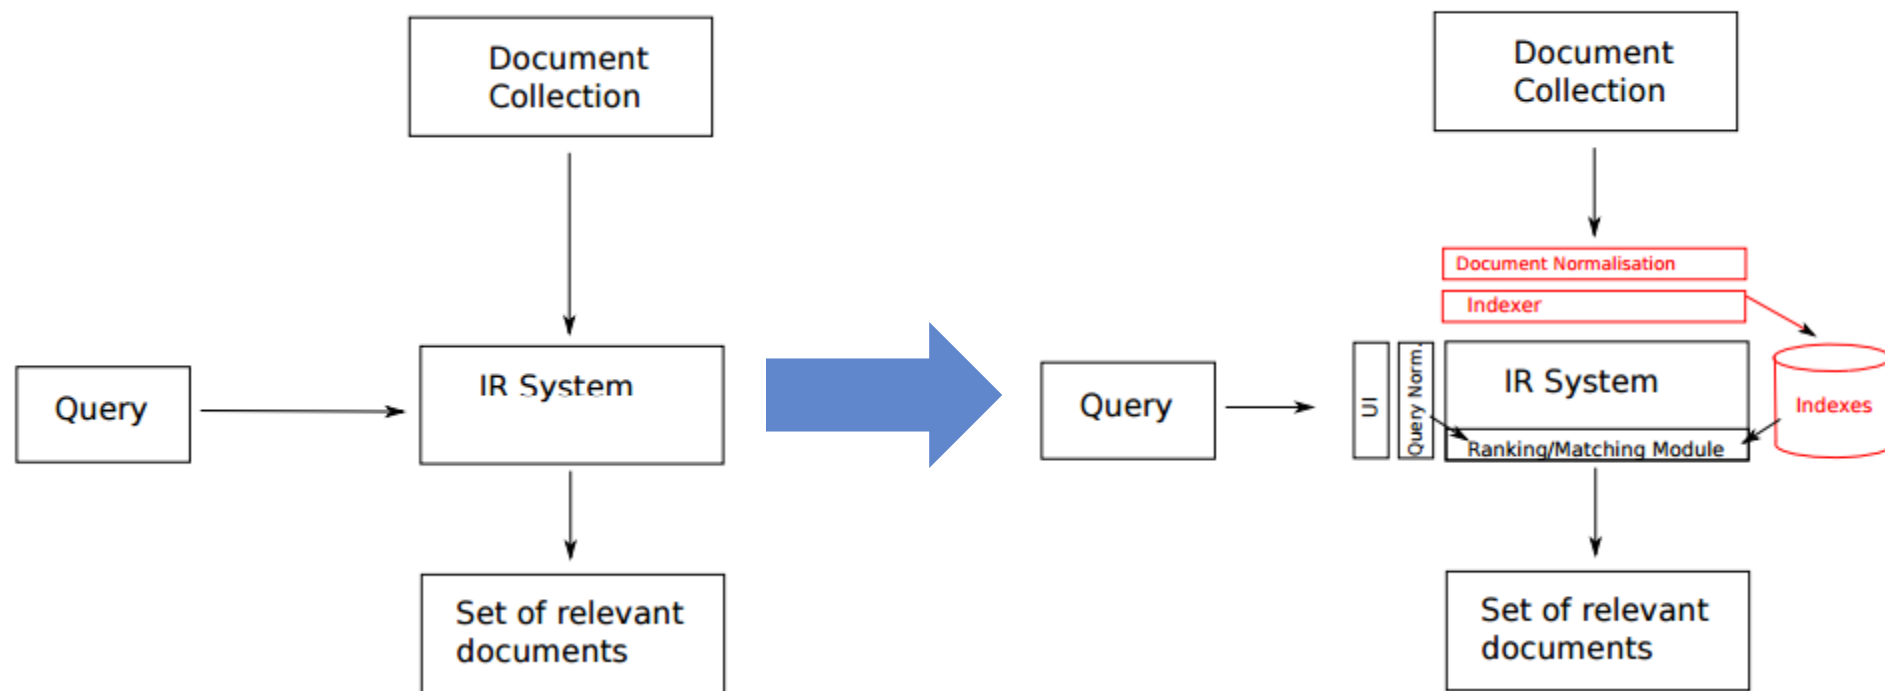 Document
Collection
Query
IR System
Set of relevant
documents
Document
Collection
Document Normalisation
Indexer
Query
UI
Query Norm.
IR System
Ranking/Matching Module
Indexes
Set of relevant
documents